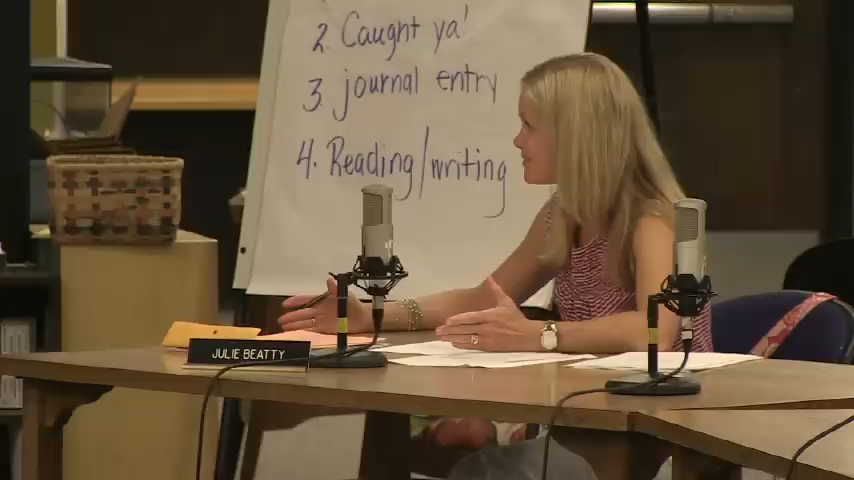 2. Caught ya!
3. journal entry
4. Reading/writing
JULIE BEATTY